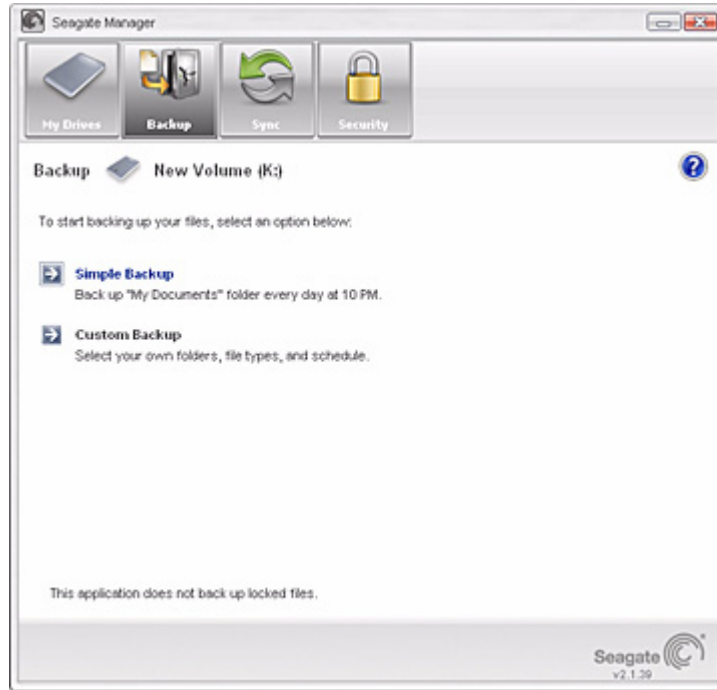 Seagate Manager
My Drives Backup Sync Security
Backup New Volume (K:)
?
To start backing up your files, select an option below:
Simple Backup
Back up "My Documents" folder every day at 10 PM.
Custom Backup
Select your own folders, file types, and schedule.
This application does not back up locked files.
Seagate
v2.1.39